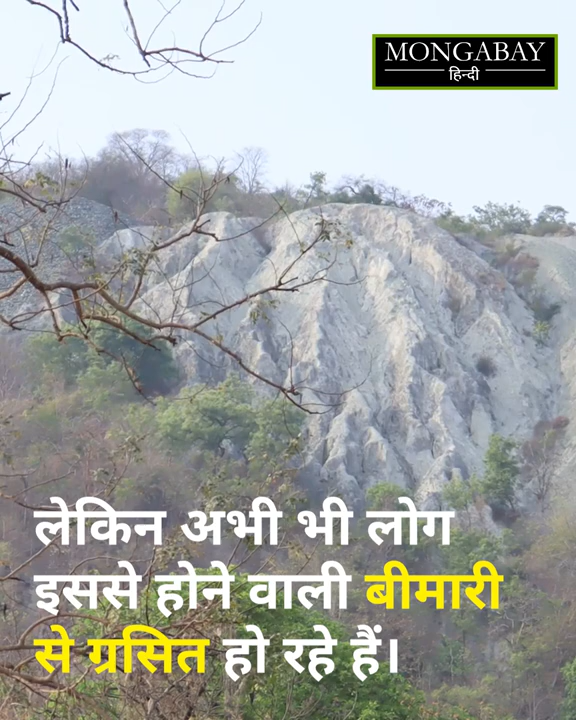 MONGABAY
हिन्दी
लेकिन अभी भी लोग
इससे होने वाली बीमारी
से ग्रसित हो रहे हैं।